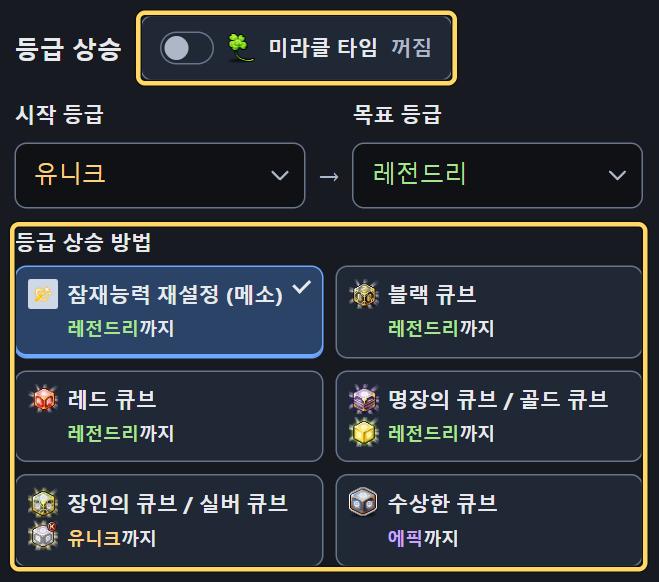 등급 상승
미라클 타임 꺼짐
시작 등급
목표 등급
유니크
→
레전드리
등급 상승 방법
잠재능력 재설정 (메소)
레전드리까지
블랙 큐브
레전드리까지
레드 큐브
레전드리까지
명장의 큐브 / 골드 큐브
레전드리까지
장인의 큐브 / 실버 큐브
유니크까지
수상한 큐브
에픽까지